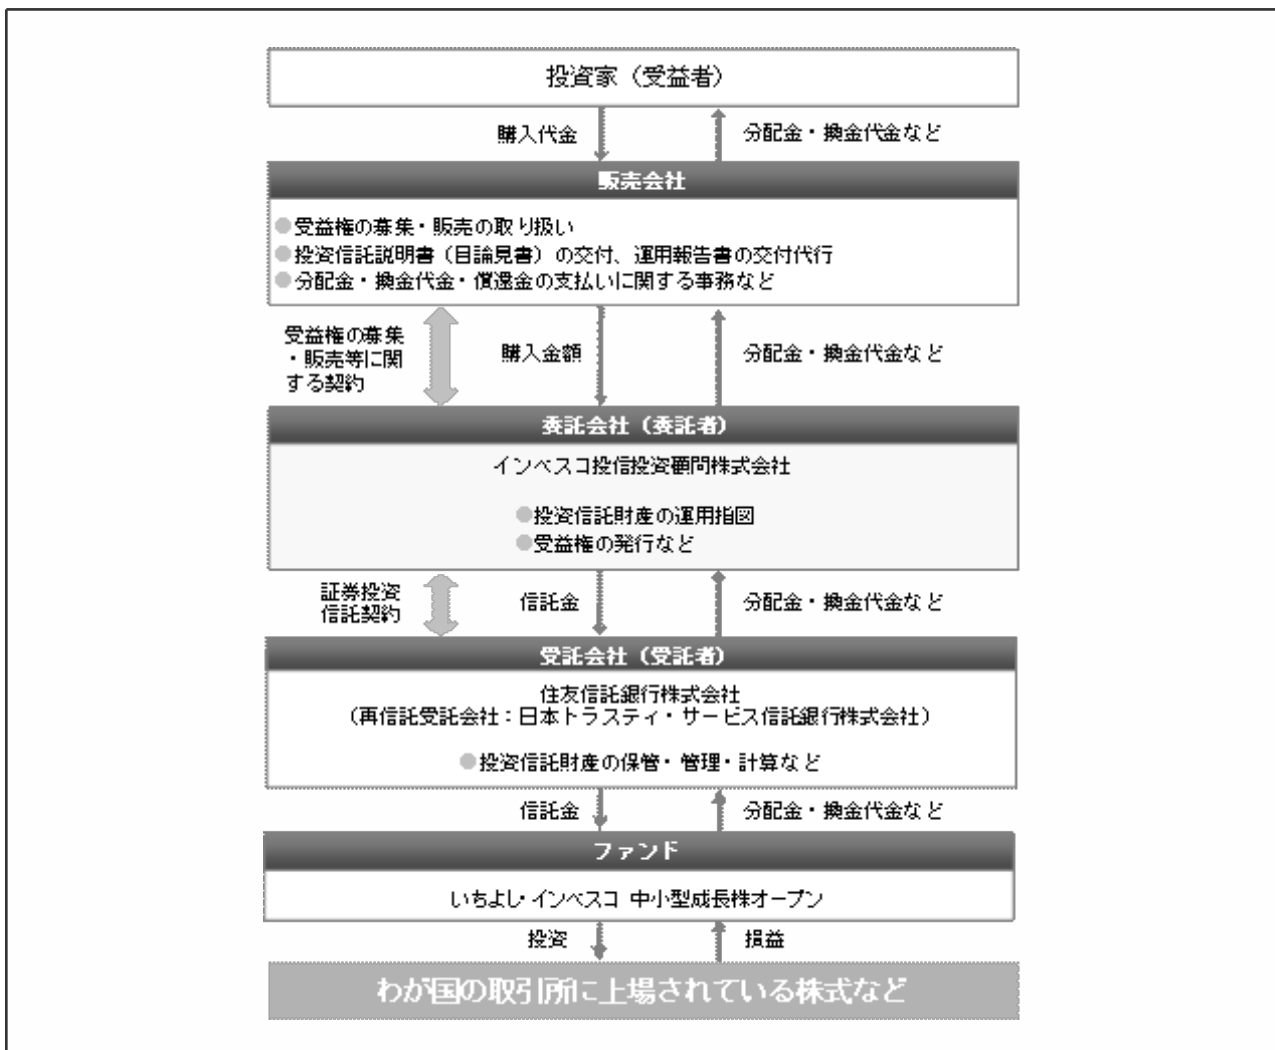 投資家（受益者）
購入代金
分配金・換金代金など
販売会社
●受益権の募集・販売の取り扱い
●投資信託説明書（目論見書）の交付、運用報告書の交付代行
●分配金・換金代金・償還金の支払いに関する事務など
受益権の募集
・販売等に関
する契約
購入金額
分配金・換金代金など
委託会社（委託者）
インベスコ投信投資顧問株式会社
●投資信託財産の運用指図
●受益権の発行など
証券投資
信託契約
信託金
分配金・換金代金など
受託会社（受託者）
住友信託銀行株式会社
（再信託受託会社：日本トラスティ・サービス信託銀行株式会社）
●投資信託財産の保管・管理・計算など
信託金
分配金・換金代金など
ファンド
いちよし・インベスコ 中小型成長株オープン
投資
損益
わが国の取引所に上場されている株式など